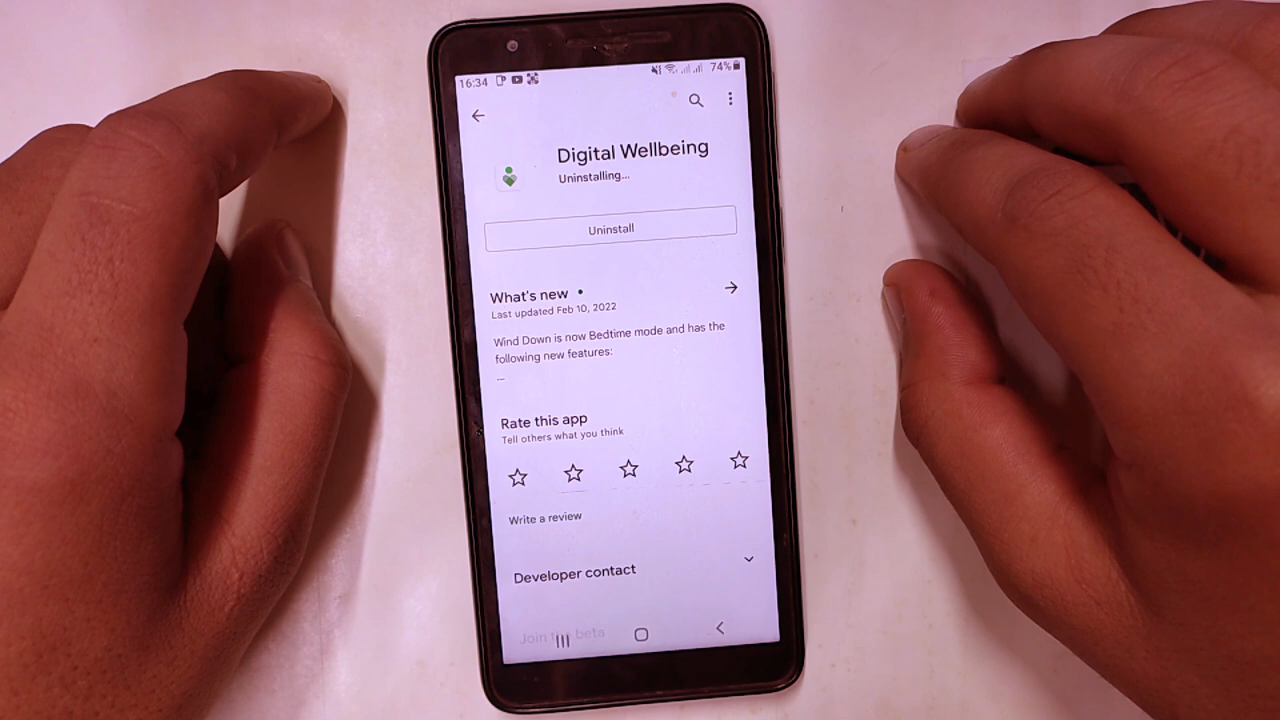 16:34
74%
Digital Wellbeing
Uninstalling...
Uninstall
What's new
Last updated Feb 10, 2022
Wind Down is now Bedtime mode and has the
following new features:
...
Rate this app
Tell others what you think
Write a review
Developer contact
Join the beta